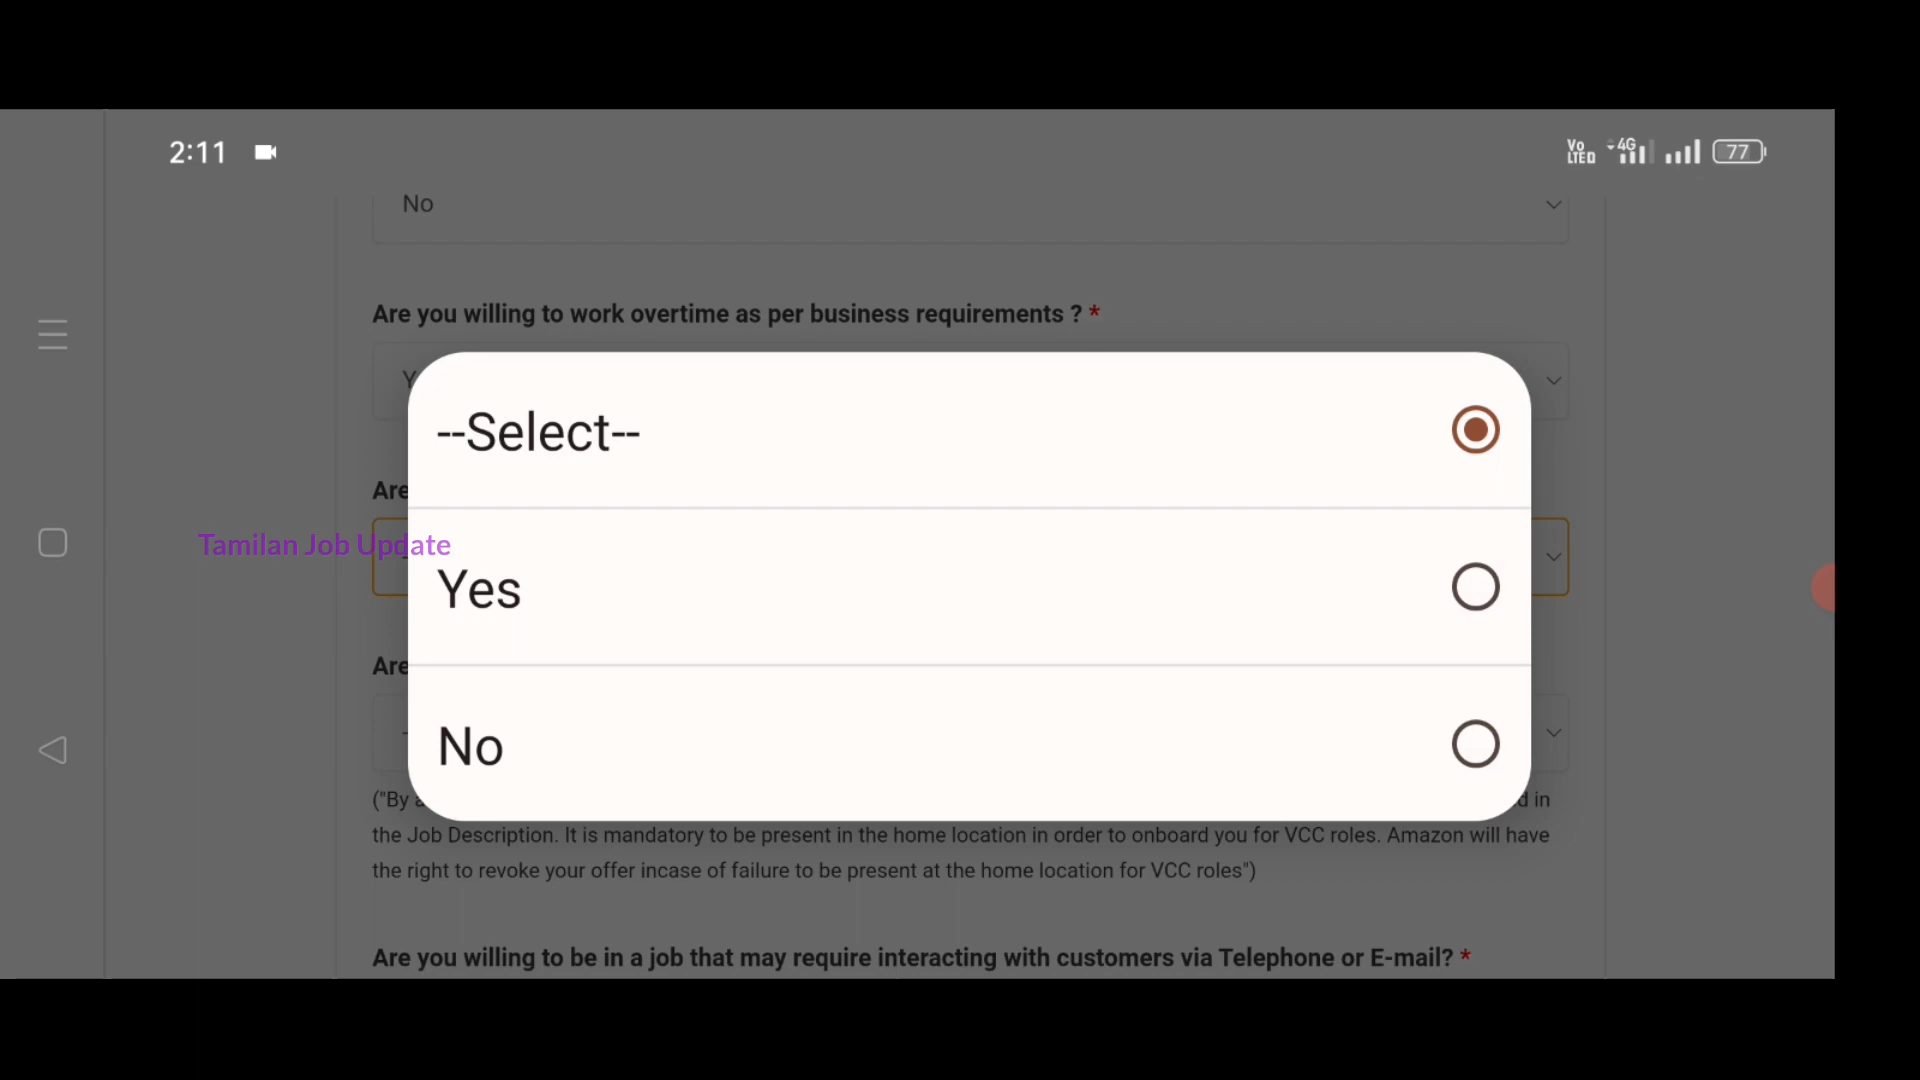 2:11
Vo
LTED
4G
77
No
Are you willing to work overtime as per business requirements ? *
--Select--
Are
Tamilan Job Update
Yes
Are
No
("By
d in
the Job Description. It is mandatory to be present in the home location in order to onboard you for VCC roles. Amazon will have
the right to revoke your offer incase of failure to be present at the home location for VCC roles")
Are you willing to be in a job that may require interacting with customers via Telephone or E-mail? *